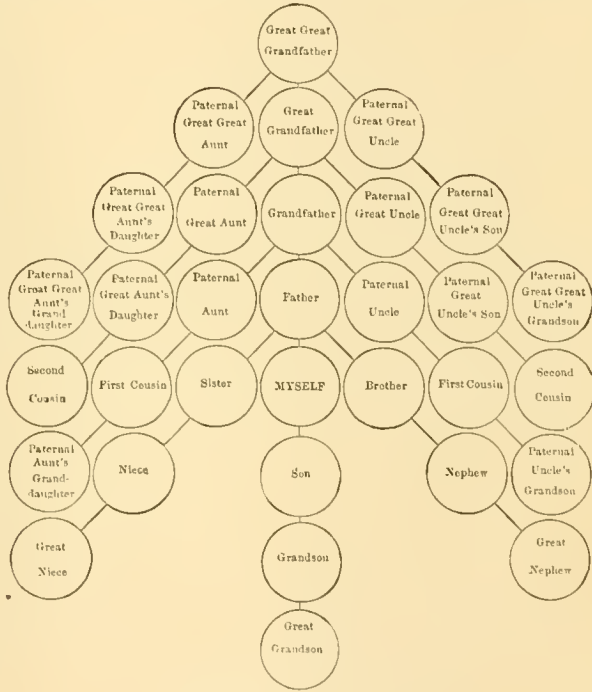 Great Great
Grandfather
Paternal
Great Great
Aunt
Great
Grandfather
Paternal
Great Great
Uncle
Paternal
Great Great
Aunt's
Daughter
Paternal
Great Aunt
Grandfather
Paternal
Great Uncle
Paternal
Great Great
Uncle's Son
Paternal
Great Great
Aunt's
Grand
daughter
Paternal
Great Aunt's
Daughter
Paternal
Aunt
Father
Paternal
Uncle
Paternal
Great
Uncle's Son
Paternal
Great Great
Uncle's
Grandson
Second
Cousin
First Cousin
Sister
MYSELF
Brother
First Cousin
Second
Cousin
Paternal
Aunt's
Grand-
daughter
Niece
Son
Nephew
Paternal
Uncle's
Grandson
Great
Niece
Grandson
Great
Nephew
Great
Grandson